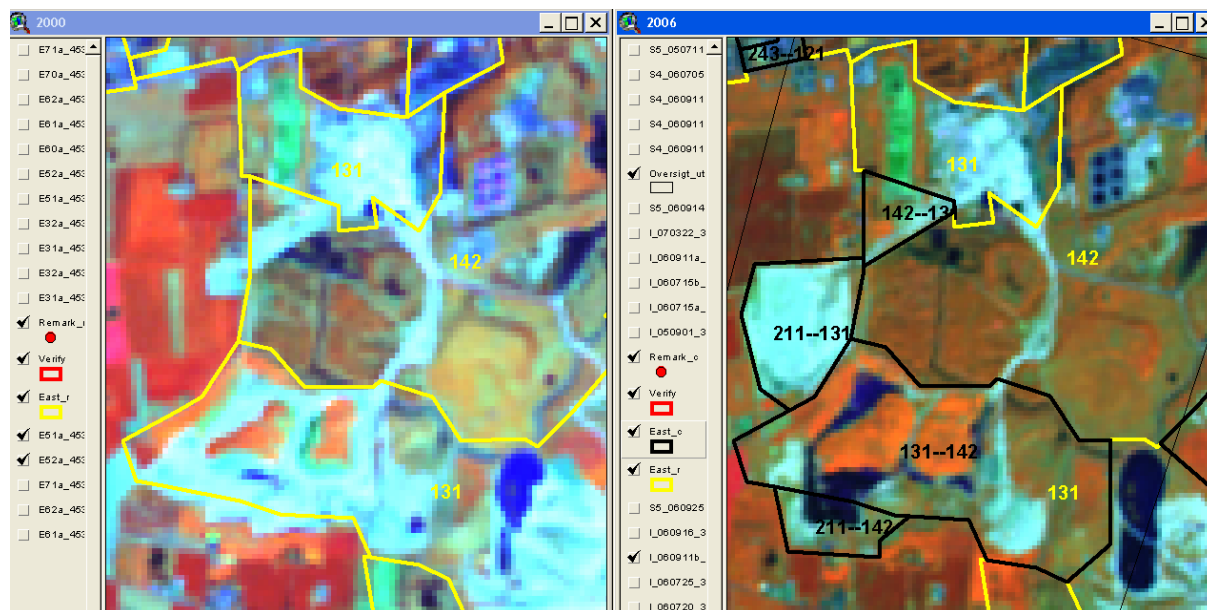 2000
E71a_453
E70a_453
E62a_453
E61a_453
E60a_453
E52a_453
E51a_453
E32a_453
E31a_453
E32a_453
E31a_453
Remark_r
Verify
East_r
E51a_453
E52a_453
E71a_453
E62a_453
E61a_453
131
142
131
2006
S5_050711
S4_060705
S4_060911
S4_060911
S4_060911
Oversigt_ut
S5_060914
I_070322_3
I_060911a_
I_060715b_
I_060715a_
I_050901_3
Remark_c
Verify
East_c
East_r
S5_060925
I_060916_3
I_060911b_
I_060725_3
I_060720_3
243--121
131
142--131
142
211--131
131--142
131
211--142